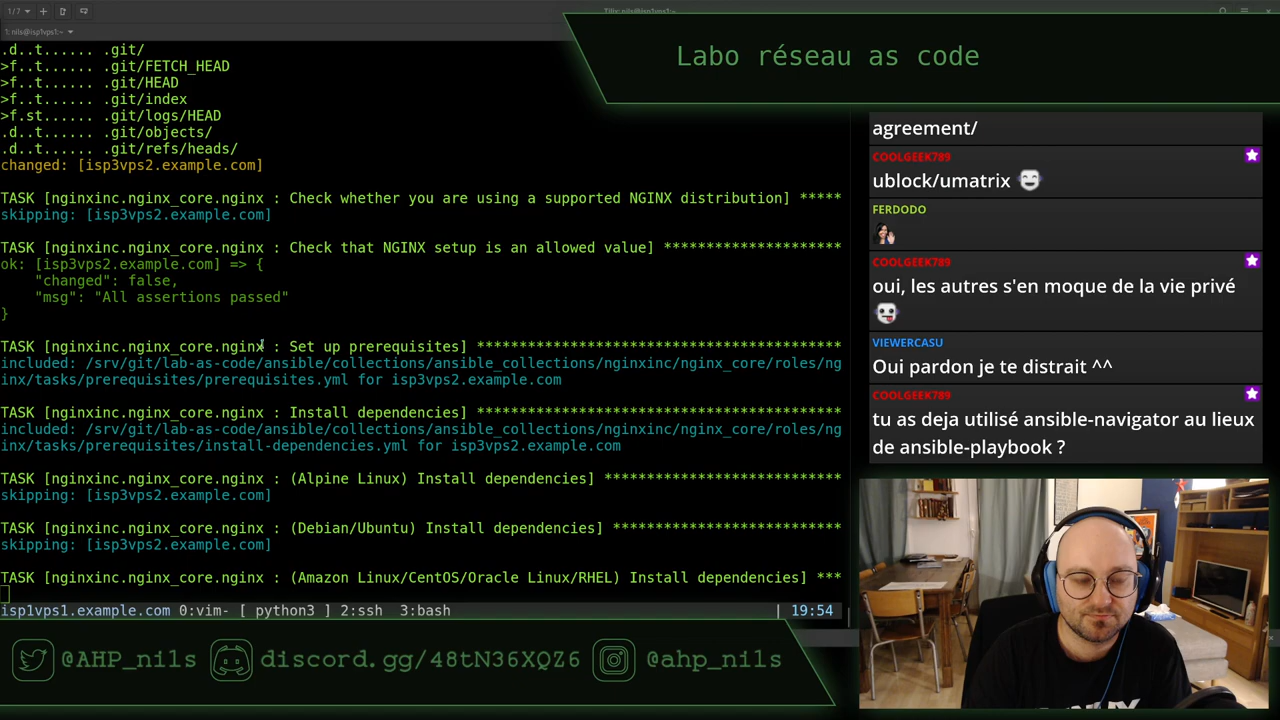 1/7
Tilix: nils@isp1vps1:~
1: nils@isp1vps1:~
Labo réseau as code
.d..t...... .git/
>f..t...... .git/FETCH_HEAD
>f..t...... .git/HEAD
>f..t...... .git/index
>f.st...... .git/logs/HEAD
.d..t...... .git/objects/
.d..t...... .git/refs/heads/
changed: [isp3vps2.example.com]
TASK [nginxinc.nginx_core.nginx : Check whether you are using a supported NGINX distribution] *****
skipping: [isp3vps2.example.com]
TASK [nginxinc.nginx_core.nginx : Check that NGINX setup is an allowed value] *********************
ok: [isp3vps2.example.com] => {
    "changed": false,
    "msg": "All assertions passed"
}
TASK [nginxinc.nginx_core.nginx : Set up prerequisites] *******************************************
included: /srv/git/lab-as-code/ansible/collections/ansible_collections/nginxinc/nginx_core/roles/ng
inx/tasks/prerequisites/prerequisites.yml for isp3vps2.example.com
TASK [nginxinc.nginx_core.nginx : Install dependencies] *******************************************
included: /srv/git/lab-as-code/ansible/collections/ansible_collections/nginxinc/nginx_core/roles/ng
inx/tasks/prerequisites/install-dependencies.yml for isp3vps2.example.com
TASK [nginxinc.nginx_core.nginx : (Alpine Linux) Install dependencies] ****************************
skipping: [isp3vps2.example.com]
TASK [nginxinc.nginx_core.nginx : (Debian/Ubuntu) Install dependencies] ***************************
skipping: [isp3vps2.example.com]
TASK [nginxinc.nginx_core.nginx : (Amazon Linux/CentOS/Oracle Linux/RHEL) Install dependencies] ***
isp1vps1.example.com 0:vim- [ python3 ] 2:ssh  3:bash | 19:54
agreement/
COOLGEEK789
ublock/umatrix
FERDODO
COOLGEEK789
oui, les autres s'en moque de la vie privé
VIEWERCASU
Oui pardon je te distrait ^^
COOLGEEK789
tu as deja utilisé ansible-navigator au lieux
de ansible-playbook ?
@AHP_nils discord.gg/48tN36XQZ6 @ahp_nils